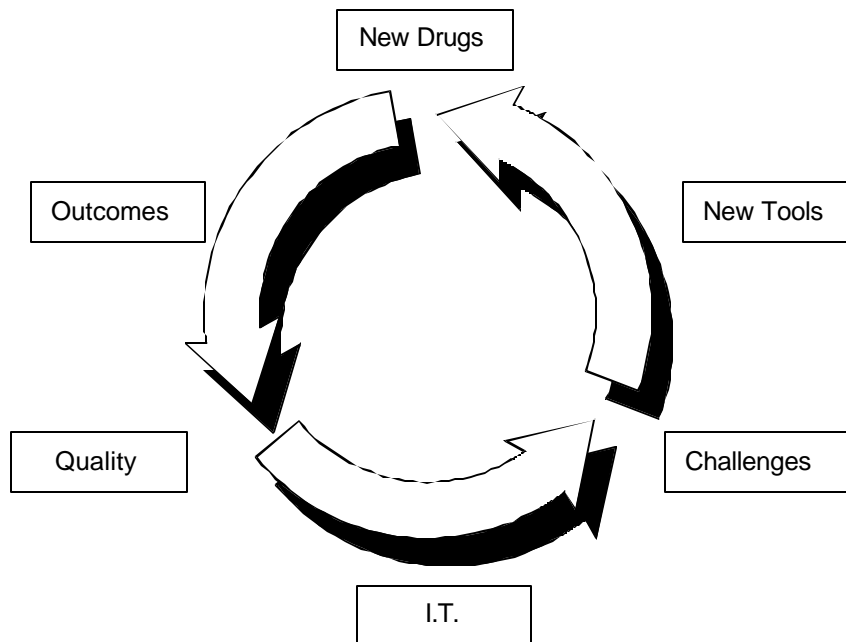 New Drugs
Outcomes
New Tools
Quality
Challenges
I.T.